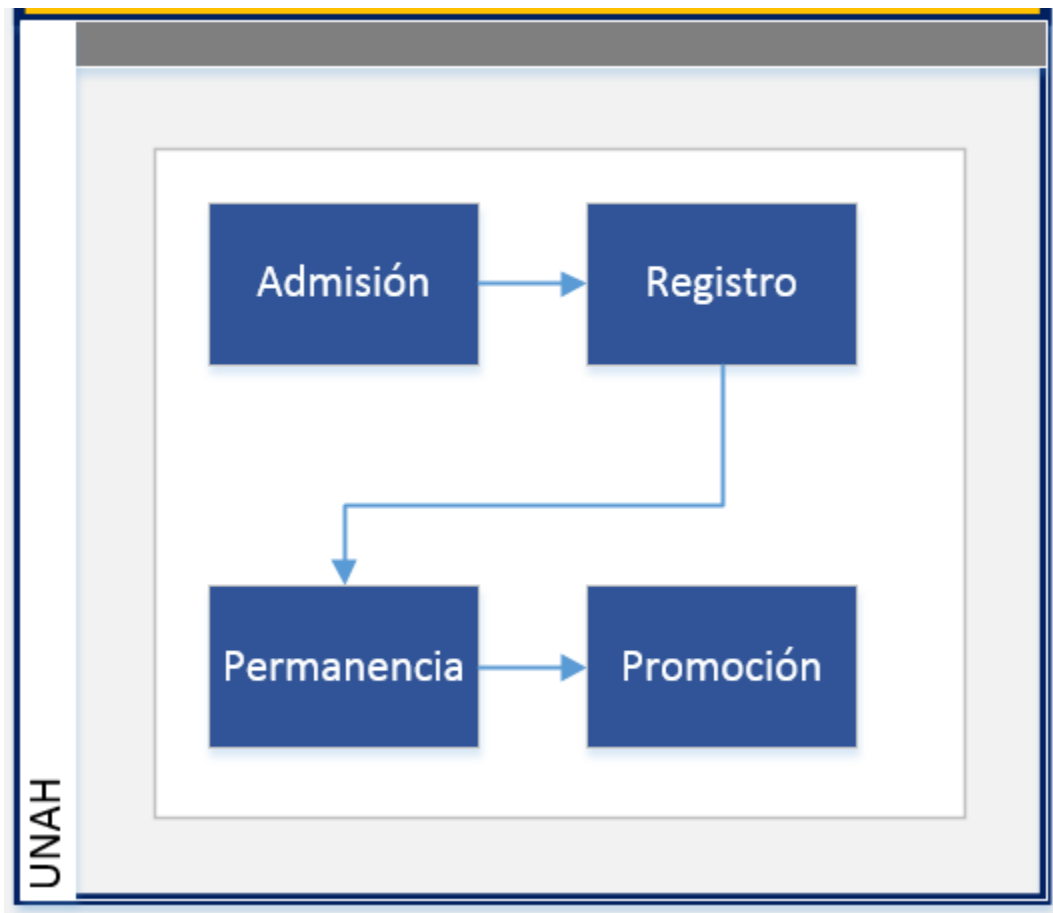 Admisión
Registro
Permanencia
Promoción
UNAH